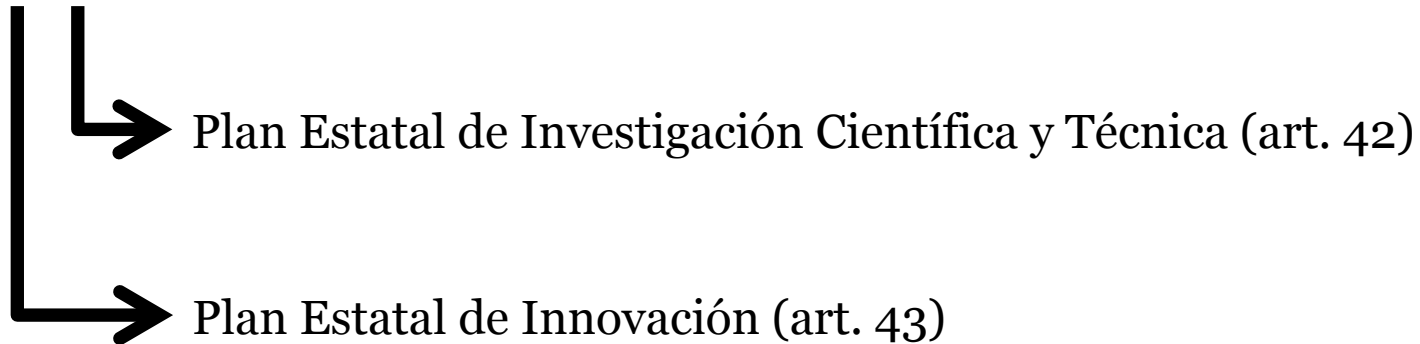 Plan Estatal de Investigación Científica y Técnica (art. 42)
Plan Estatal de Innovación (art. 43)